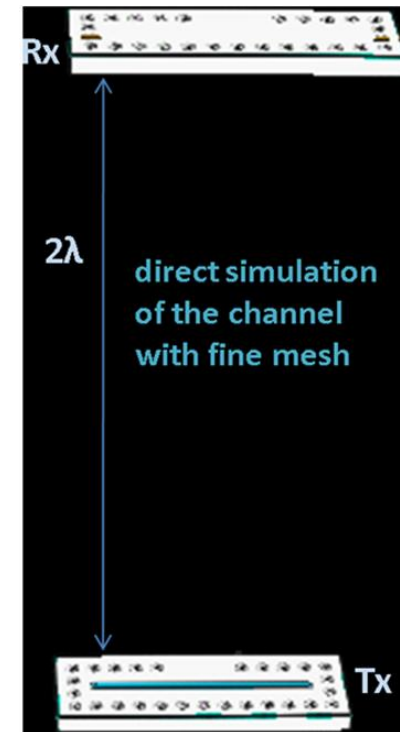 Rx
2λ
direct simulation
of the channel
with fine mesh
Tx